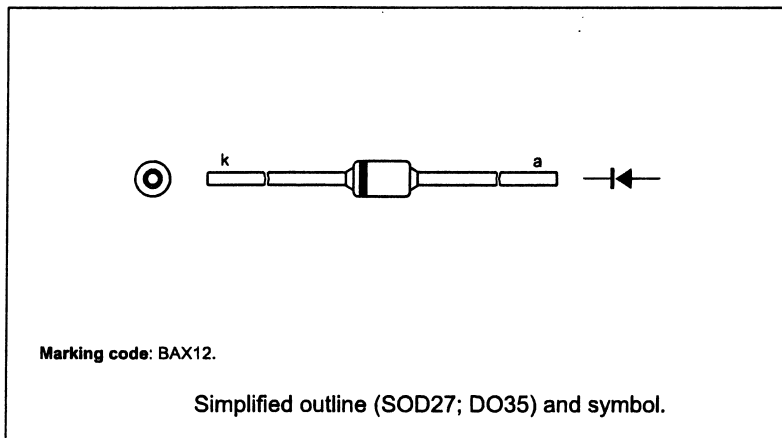 k a
Marking code: BAX12.
Simplified outline (SOD27; DO35) and symbol.